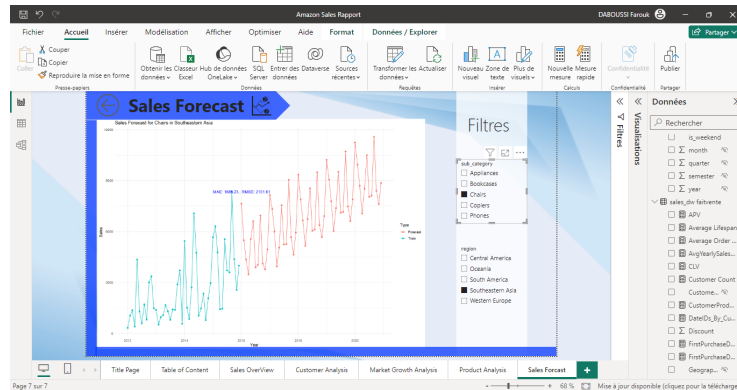 Amazon Sales Rapport
DABOUSSI Farouk
Fichier Accueil Insérer Modélisation Afficher Optimiser Aide Format Données / Explorer
Partager
Coller
Couper
Copier
Reproduire la mise en forme
Presse-papiers
Obtenir les données
Classeur Excel
Hub de données OneLake
SQL Server
Entrer des données
Dataverse
Sources récentes
Données
Transformer les données
Actualiser
Requêtes
Nouveau visuel
Zone de texte
Plus de visuels
Insérer
Nouvelle mesure
Mesure rapide
Calculs
Confidentialité
Confidentialité
Publier
Partager
Sales Forecast
Sales Forecast for Chairs in Southeastern Asia
Sales
Year
Type
Forecast
Train
Filtres
sub_category
Appliances
Bookcases
Chairs
Copiers
Phones
region
Central America
Oceania
South America
Southeastern Asia
Western Europe
Filtres
Visualisations
Données
Rechercher
is_weekend
month
quarter
semester
year
sales_dw faitvente
APV
Average Lifespan
Average Order ...
AvgYearlySales...
CLV
Customer Count
Custome...
CustomerProd...
DateIDs_By_Cu...
Discount
FirstPurchaseD...
FirstPurchaseD...
Geograp...
Title Page Table of Content Sales OverView Customer Analysis Market Growth Analysis Product Analysis Sales Forcast
Page 7 sur 7
68 %
Mise à jour disponible (cliquez pour la télécharge